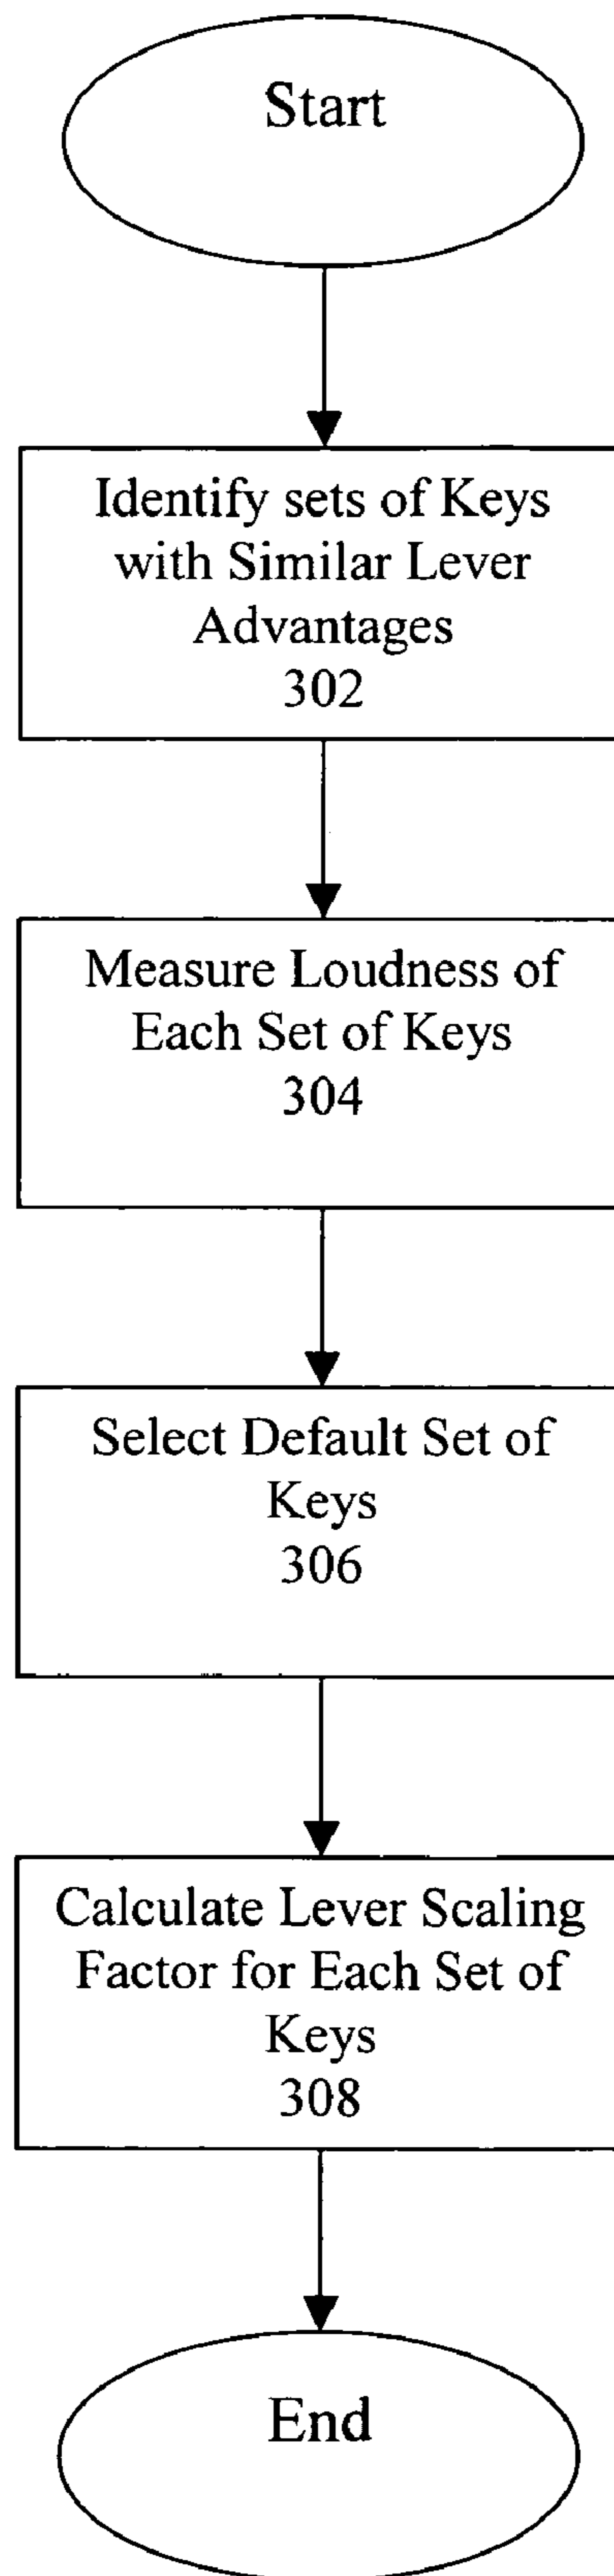 Start
Identify sets of Keys
with Similar Lever
Advantages
302
Measure Loudness of
Each Set of Keys
304
Select Default Set of
Keys
306
Calculate Lever Scaling
Factor for Each Set of
Keys
308
End